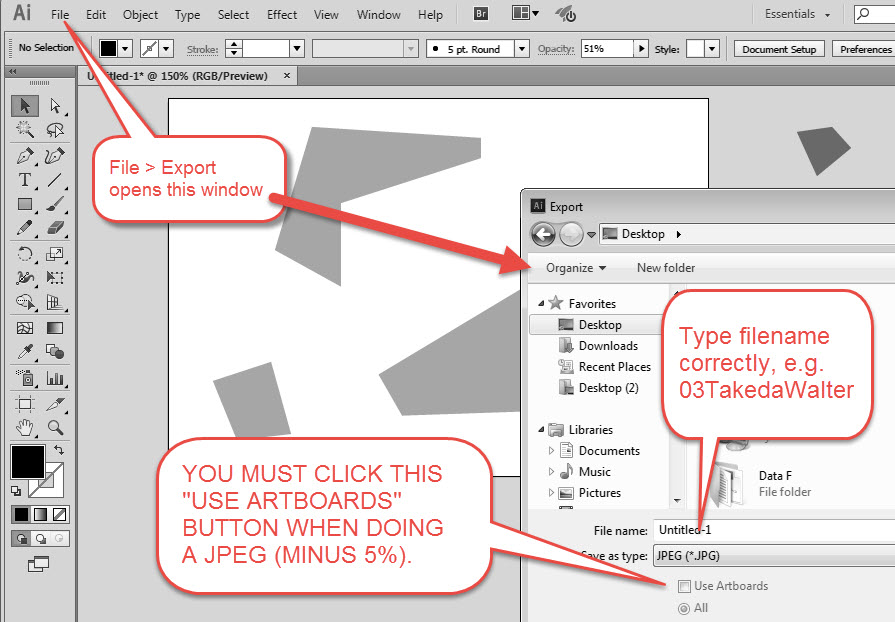 Ai File Edit Object Type Select Effect View Window Help Br Essentials
No Selection Stroke: 5 pt. Round Opacity: 51% Style: Document Setup Preferences
Untitled-1* @ 150% (RGB/Preview) ×
File > Export
opens this window
Ai Export
Desktop
Organize New folder
Favorites
Desktop
Downloads
Recent Places
Desktop (2)
Libraries
Documents
Music
Pictures
Type filename
correctly, e.g.
03TakedaWalter
Data F
File folder
YOU MUST CLICK THIS
"USE ARTBOARDS"
BUTTON WHEN DOING
A JPEG (MINUS 5%).
File name: Untitled-1
Save as type: JPEG (*.JPG)
Use Artboards
All
T